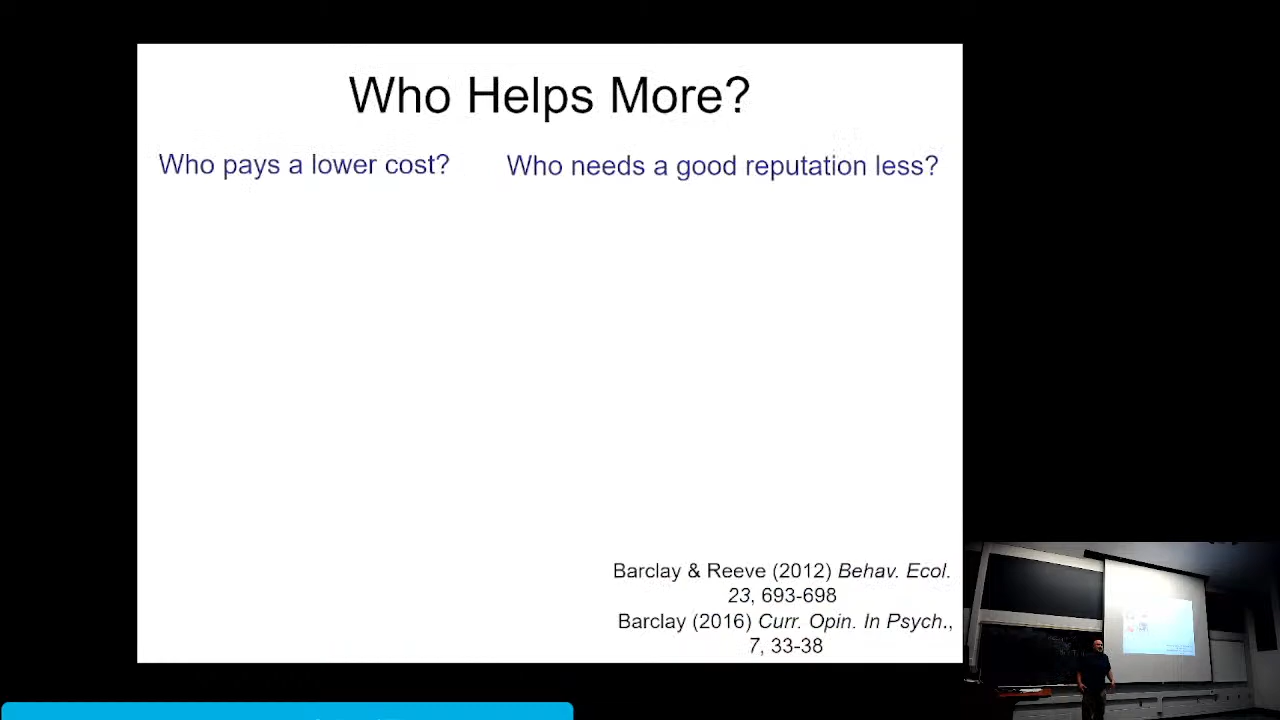 Who Helps More?
Who pays a lower cost?
Who needs a good reputation less?
Barclay & Reeve (2012) Behav. Ecol.
23, 693-698
Barclay (2016) Curr. Opin. In Psych.,
7, 33-38